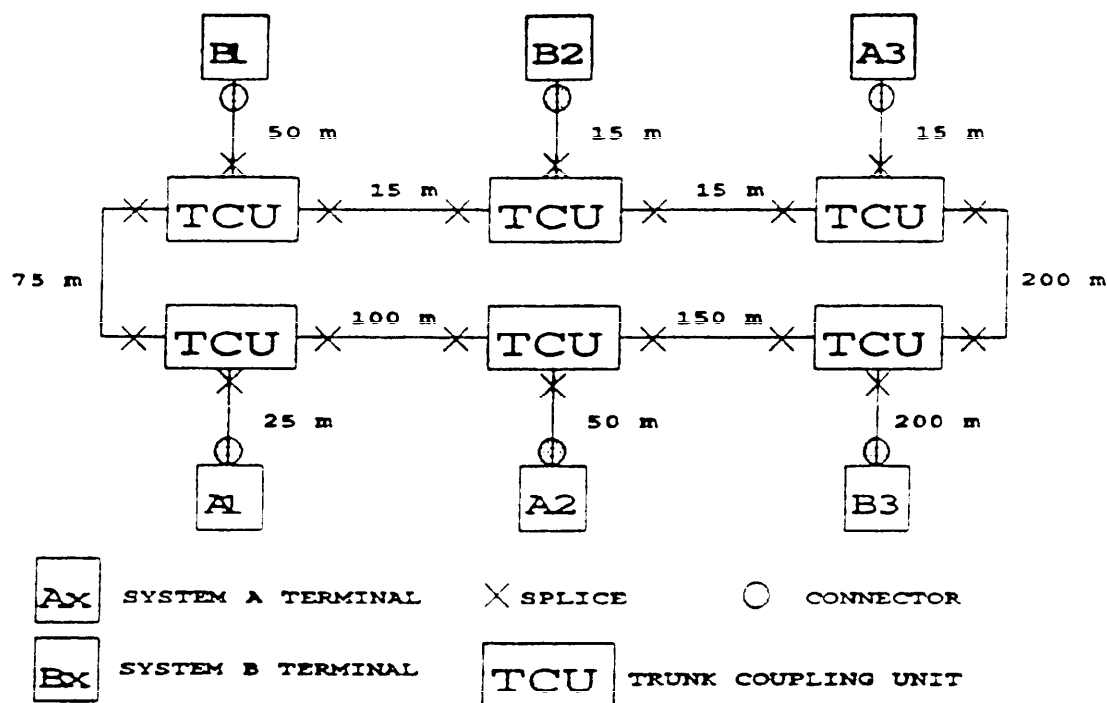 B1 B2 A3
50 m 15 m 15 m
TCU 15 m TCU 15 m TCU
75 m 200 m
TCU 100 m TCU 150 m TCU
25 m 50 m 200 m
A1 A2 B3
Ax SYSTEM A TERMINAL SPLICE CONNECTOR
Bx SYSTEM B TERMINAL TCU TRUNK COUPLING UNIT